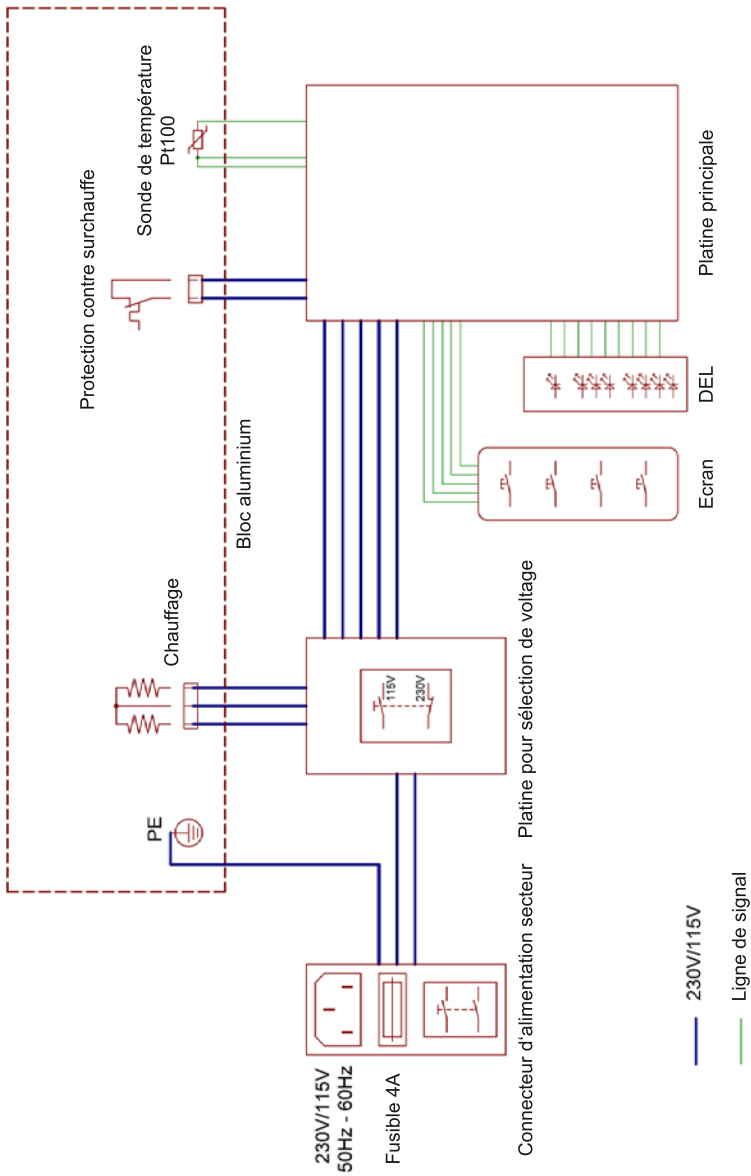 Sonde de température
Pt100
Protection contre surchauffe
Platine principale
DEL
Ecran
Bloc aluminium
Chauffage
115V
230V
Platine pour sélection de voltage
PE
Connecteur d'alimentation secteur
230V/115V
50Hz - 60Hz
Fusible 4A
230V/115V
Ligne de signal